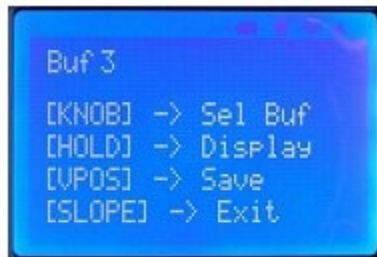 Buf 3
[KNOB] -> Sel Buf
[HOLD] -> Display
[VPOS] -> Save
[SLOPE] -> Exit